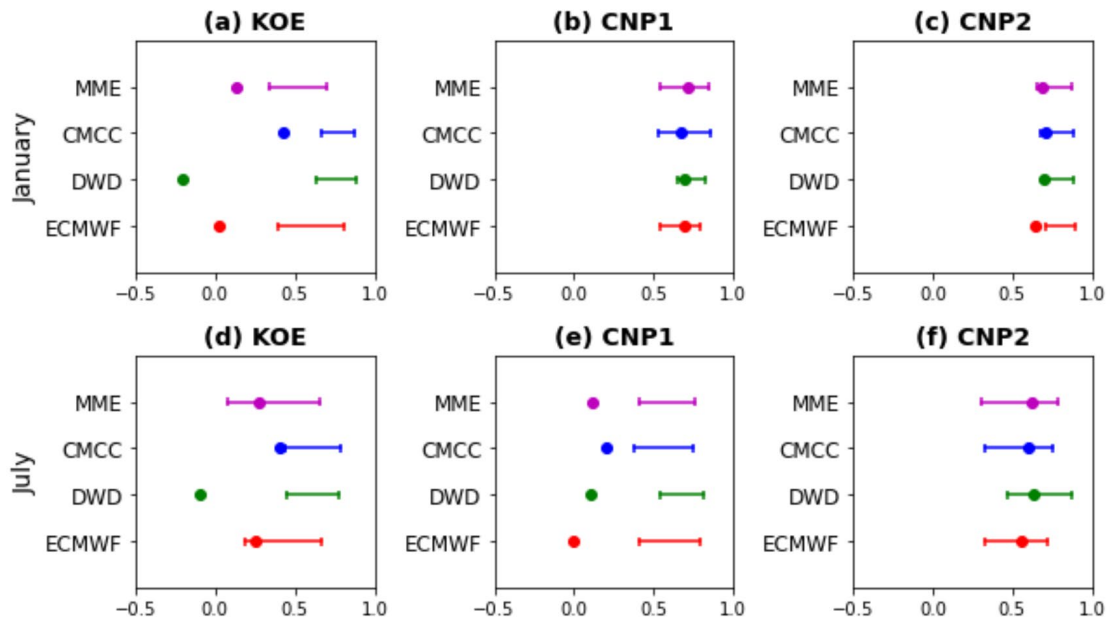 (a) KOE
(b) CNP1
(c) CNP2
January
MME
CMCC
DWD
ECMWF
MME
CMCC
DWD
ECMWF
MME
CMCC
DWD
ECMWF
−0.5 0.0 0.5 1.0
−0.5 0.0 0.5 1.0
−0.5 0.0 0.5 1.0
(d) KOE
(e) CNP1
(f) CNP2
July
MME
CMCC
DWD
ECMWF
MME
CMCC
DWD
ECMWF
MME
CMCC
DWD
ECMWF
−0.5 0.0 0.5 1.0
−0.5 0.0 0.5 1.0
−0.5 0.0 0.5 1.0